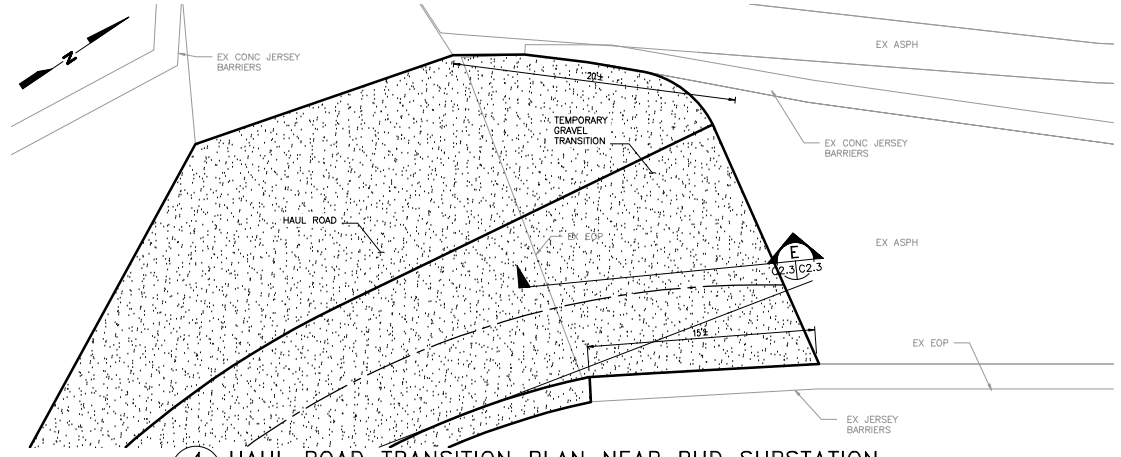 N
EX CONC JERSEY
BARRIERS
EX ASPH
20'±
TEMPORARY
GRAVEL
TRANSITION
EX CONC JERSEY
BARRIERS
HAUL ROAD
EX EOP
EX ASPH
E
C2.3 C2.3
15'±
EX EOP
EX JERSEY
BARRIERS
HAUL ROAD TRANSITION PLAN NEAR PUD SUBSTATION